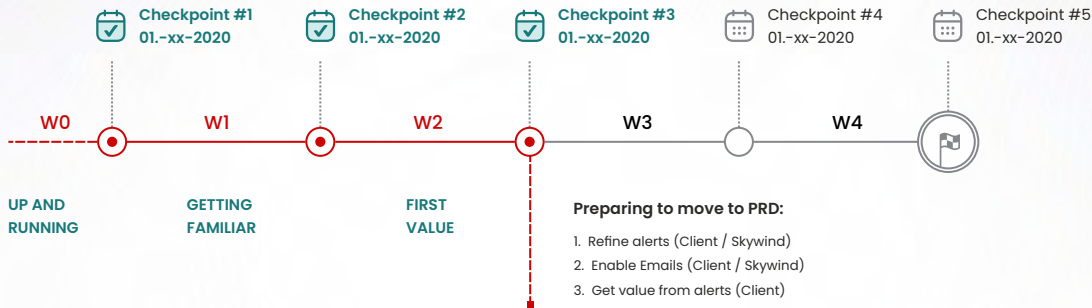 Checkpoint #1
01.-xx-2020
Checkpoint #2
01.-xx-2020
Checkpoint #3
01.-xx-2020
Checkpoint #4
01.-xx-2020
Checkpoint #5
01.-xx-2020
W0
W1
W2
W3
W4
UP AND
RUNNING
GETTING
FAMILIAR
FIRST
VALUE
Preparing to move to PRD:
1. Refine alerts (Client / Skywind)
2. Enable Emails (Client / Skywind)
3. Get value from alerts (Client)